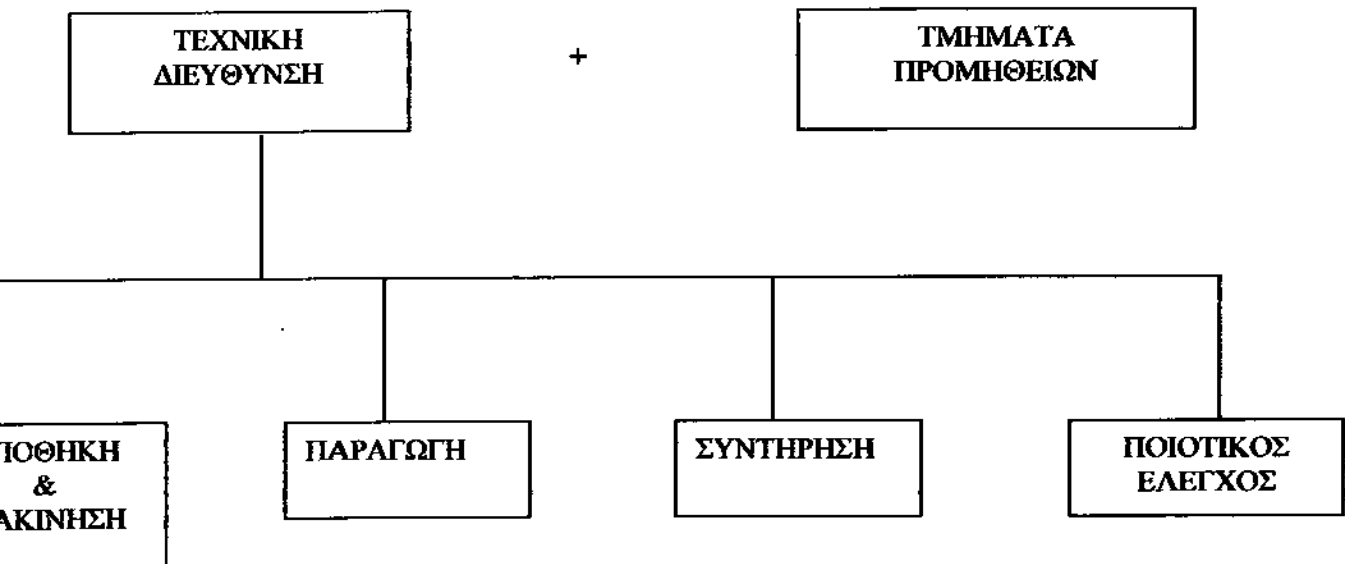 ΤΕΧΝΙΚΗ
ΔΙΕΥΘΥΝΣΗ
+
ΤΜΗΜΑΤΑ
ΠΡΟΜΗΘΕΙΩΝ
ΠΟΘΗΚΗ
&
ΑΚΙΝΗΣΗ
ΠΑΡΑΓΩΓΗ
ΣΥΝΤΗΡΗΣΗ
ΠΟΙΟΤΙΚΟΣ
ΕΛΕΓΧΟΣ